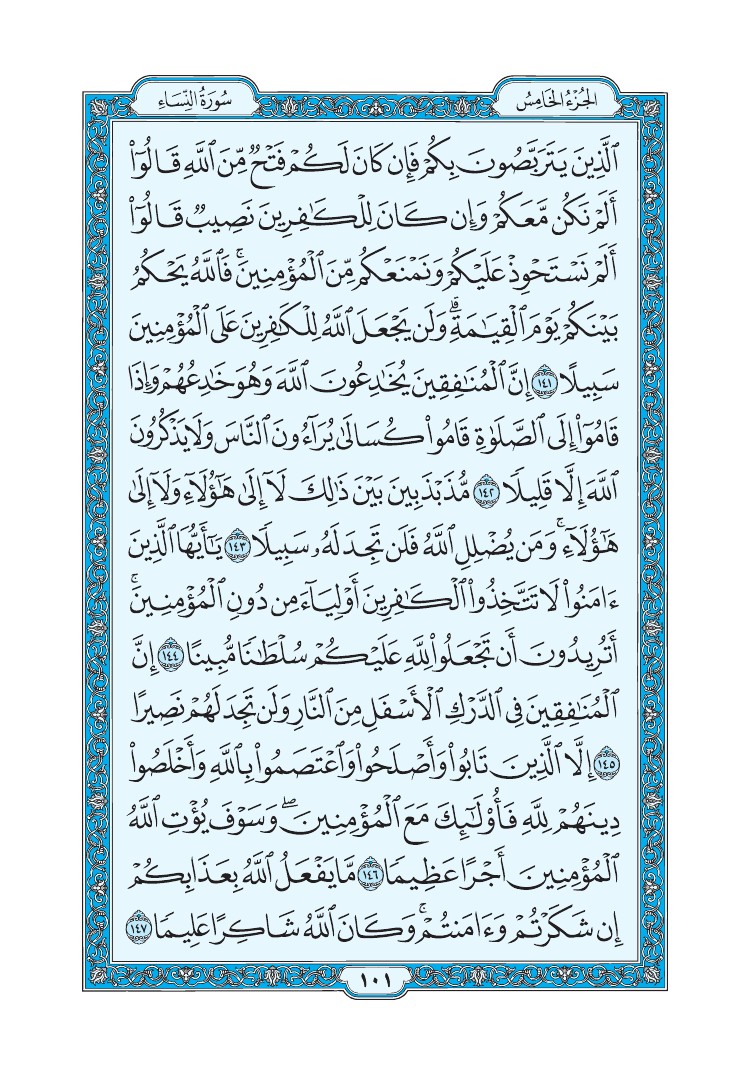 الجُزْءُ الخَامِسُ
سُورَةُ النِّسَاءِ
ٱلَّذِينَ يَتَرَبَّصُونَ بِكُمْ فَإِن كَانَ لَكُمْ فَتْحٌ مِّنَ ٱللَّهِ قَالُوٓا۟
أَلَمْ نَكُن مَّعَكُمْ وَإِن كَانَ لِلْكَـٰفِرِينَ نَصِيبٌ قَالُوٓا۟
أَلَمْ نَسْتَحْوِذْ عَلَيْكُمْ وَنَمْنَعْكُم مِّنَ ٱلْمُؤْمِنِينَ ۚ فَٱللَّهُ يَحْكُمُ
بَيْنَكُمْ يَوْمَ ٱلْقِيَـٰمَةِ ۗ وَلَن يَجْعَلَ ٱللَّهُ لِلْكَـٰفِرِينَ عَلَى ٱلْمُؤْمِنِينَ
سَبِيلًا ١٤١ إِنَّ ٱلْمُنَـٰفِقِينَ يُخَـٰدِعُونَ ٱللَّهَ وَهُوَ خَـٰدِعُهُمْ وَإِذَا
قَامُوٓا۟ إِلَى ٱلصَّلَوٰةِ قَامُوا۟ كُسَالَىٰ يُرَآءُونَ ٱلنَّاسَ وَلَا يَذْكُرُونَ
ٱللَّهَ إِلَّا قَلِيلًا ١٤٢ مُّذَبْذَبِينَ بَيْنَ ذَٰلِكَ لَآ إِلَىٰ هَـٰٓؤُلَآءِ وَلَآ إِلَىٰ
هَـٰٓؤُلَآءِ ۚ وَمَن يُضْلِلِ ٱللَّهُ فَلَن تَجِدَ لَهُۥ سَبِيلًا ١٤٣ يَـٰٓأَيُّهَا ٱلَّذِينَ
ءَامَنُوا۟ لَا تَتَّخِذُوا۟ ٱلْكَـٰفِرِينَ أَوْلِيَآءَ مِن دُونِ ٱلْمُؤْمِنِينَ ۚ
أَتُرِيدُونَ أَن تَجْعَلُوا۟ لِلَّهِ عَلَيْكُمْ سُلْطَـٰنًا مُّبِينًا ١٤٤ إِنَّ
ٱلْمُنَـٰفِقِينَ فِى ٱلدَّرْكِ ٱلْأَسْفَلِ مِنَ ٱلنَّارِ وَلَن تَجِدَ لَهُمْ نَصِيرًا
١٤٥ إِلَّا ٱلَّذِينَ تَابُوا۟ وَأَصْلَحُوا۟ وَٱعْتَصَمُوا۟ بِٱللَّهِ وَأَخْلَصُوا۟
دِينَهُمْ لِلَّهِ فَأُو۟لَـٰٓئِكَ مَعَ ٱلْمُؤْمِنِينَ ۖ وَسَوْفَ يُؤْتِ ٱللَّهُ
ٱلْمُؤْمِنِينَ أَجْرًا عَظِيمًا ١٤٦ مَّا يَفْعَلُ ٱللَّهُ بِعَذَابِكُمْ
إِن شَكَرْتُمْ وَءَامَنتُمْ ۚ وَكَانَ ٱللَّهُ شَاكِرًا عَلِيمًا ١٤٧
١٠١